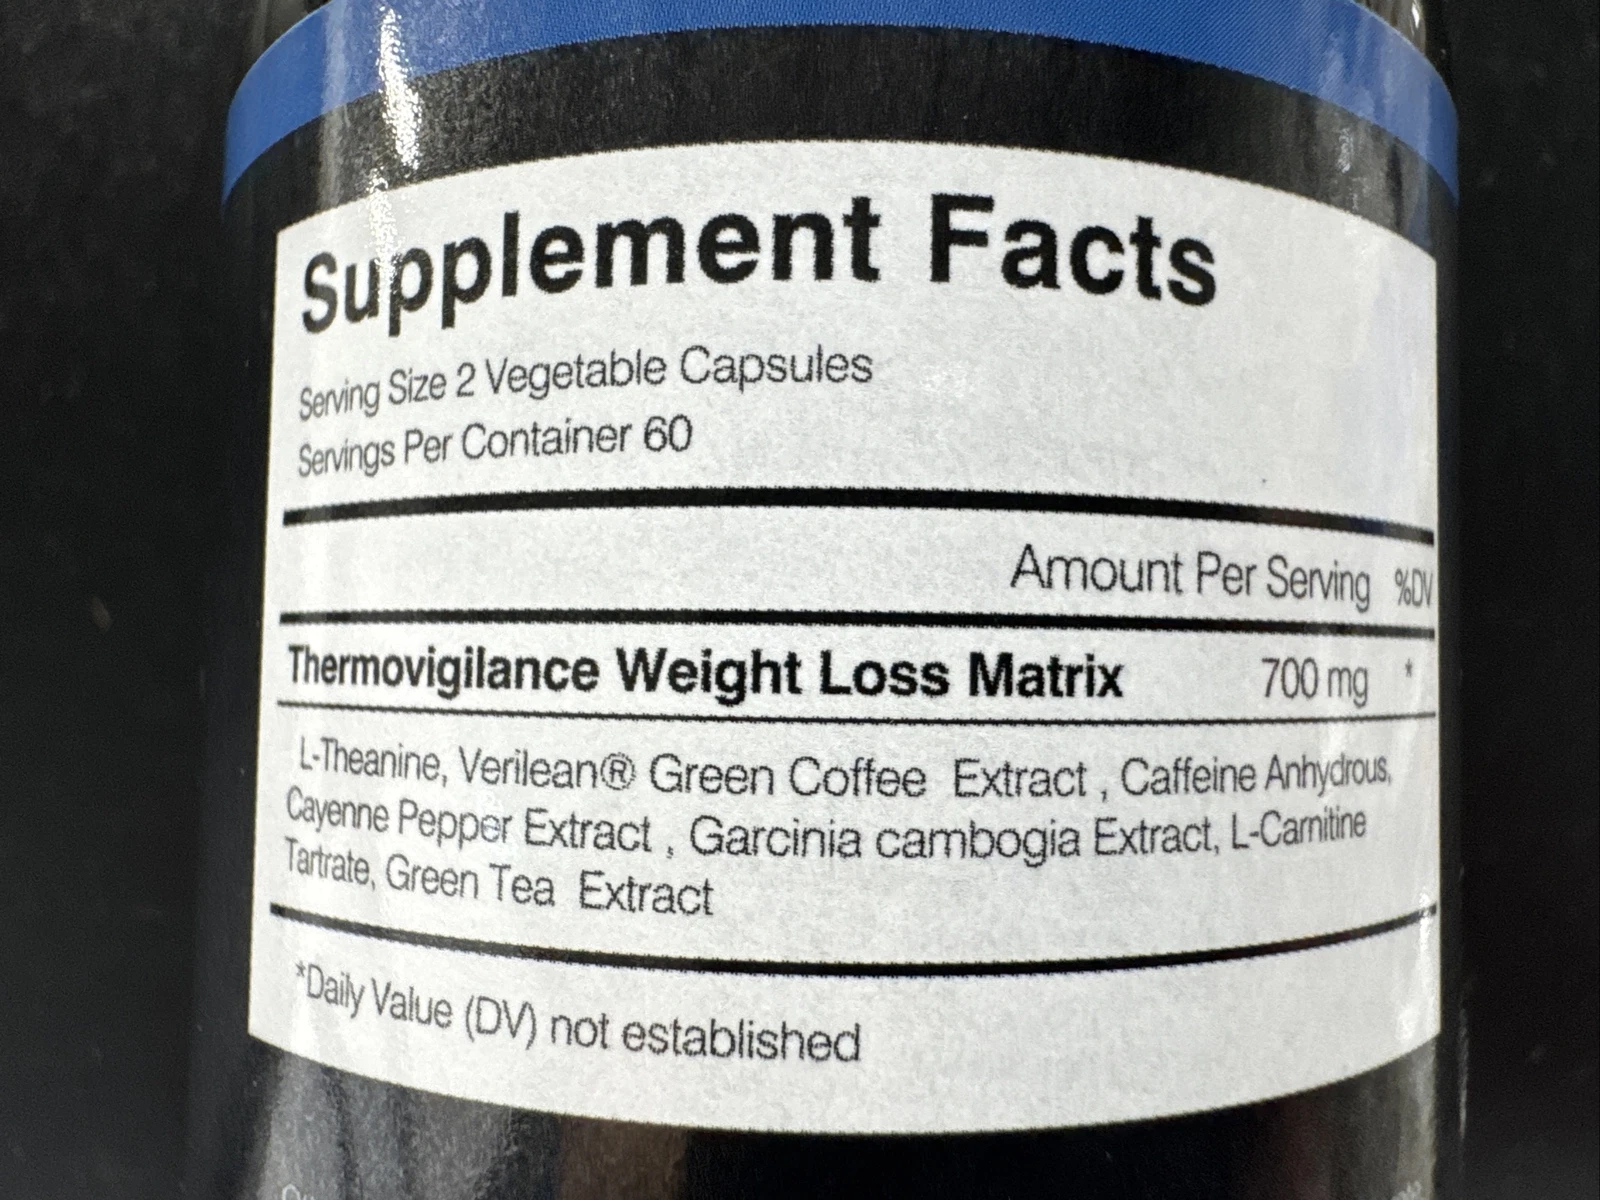 Supplement Facts
Serving Size 2 Vegetable Capsules
Servings Per Container 60
Amount Per Serving %DV
Thermovigilance Weight Loss Matrix 700 mg *
L-Theanine, Verilean® Green Coffee Extract , Caffeine Anhydrous,
Cayenne Pepper Extract , Garcinia cambogia Extract, L-Carnitine
Tartrate, Green Tea Extract
*Daily Value (DV) not established